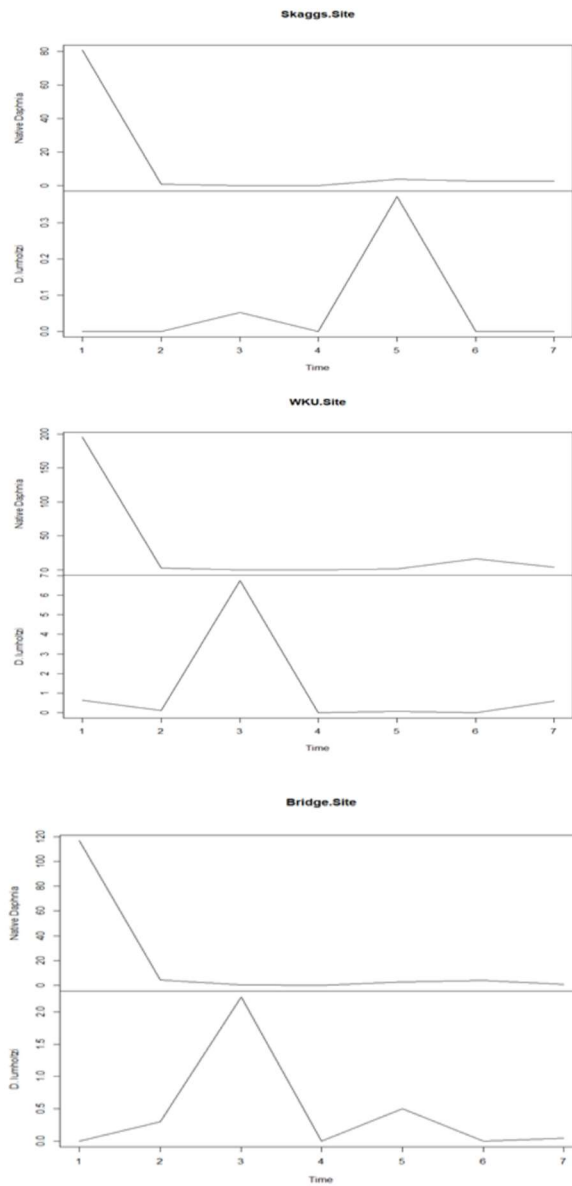 Skaggs.Site
Native Daphnia
0 20 40 60 80
D. lumholtzi
0.0 0.1 0.2 0.3
1 2 3 4 5 6 7
Time
WKU.Site
Native Daphnia
0 50 100 150 200
D. lumholtzi
0 1 2 3 4 5 6 7
1 2 3 4 5 6 7
Time
Bridge.Site
Native Daphnia
0 20 40 60 80 100 120
D. lumholtzi
0.0 0.5 1.0 1.5 2.0
1 2 3 4 5 6 7
Time